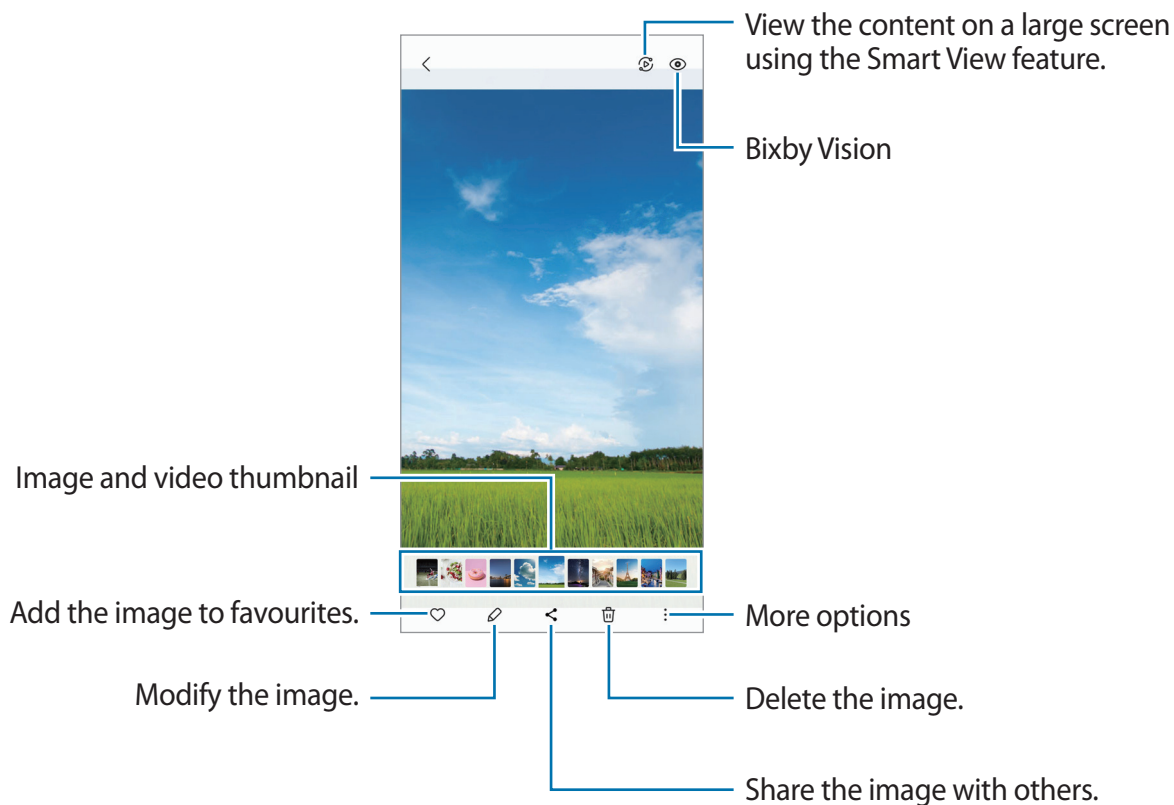 View the content on a large screen
using the Smart View feature.
Bixby Vision
Image and video thumbnail
Add the image to favourites.
More options
Modify the image.
Delete the image.
Share the image with others.